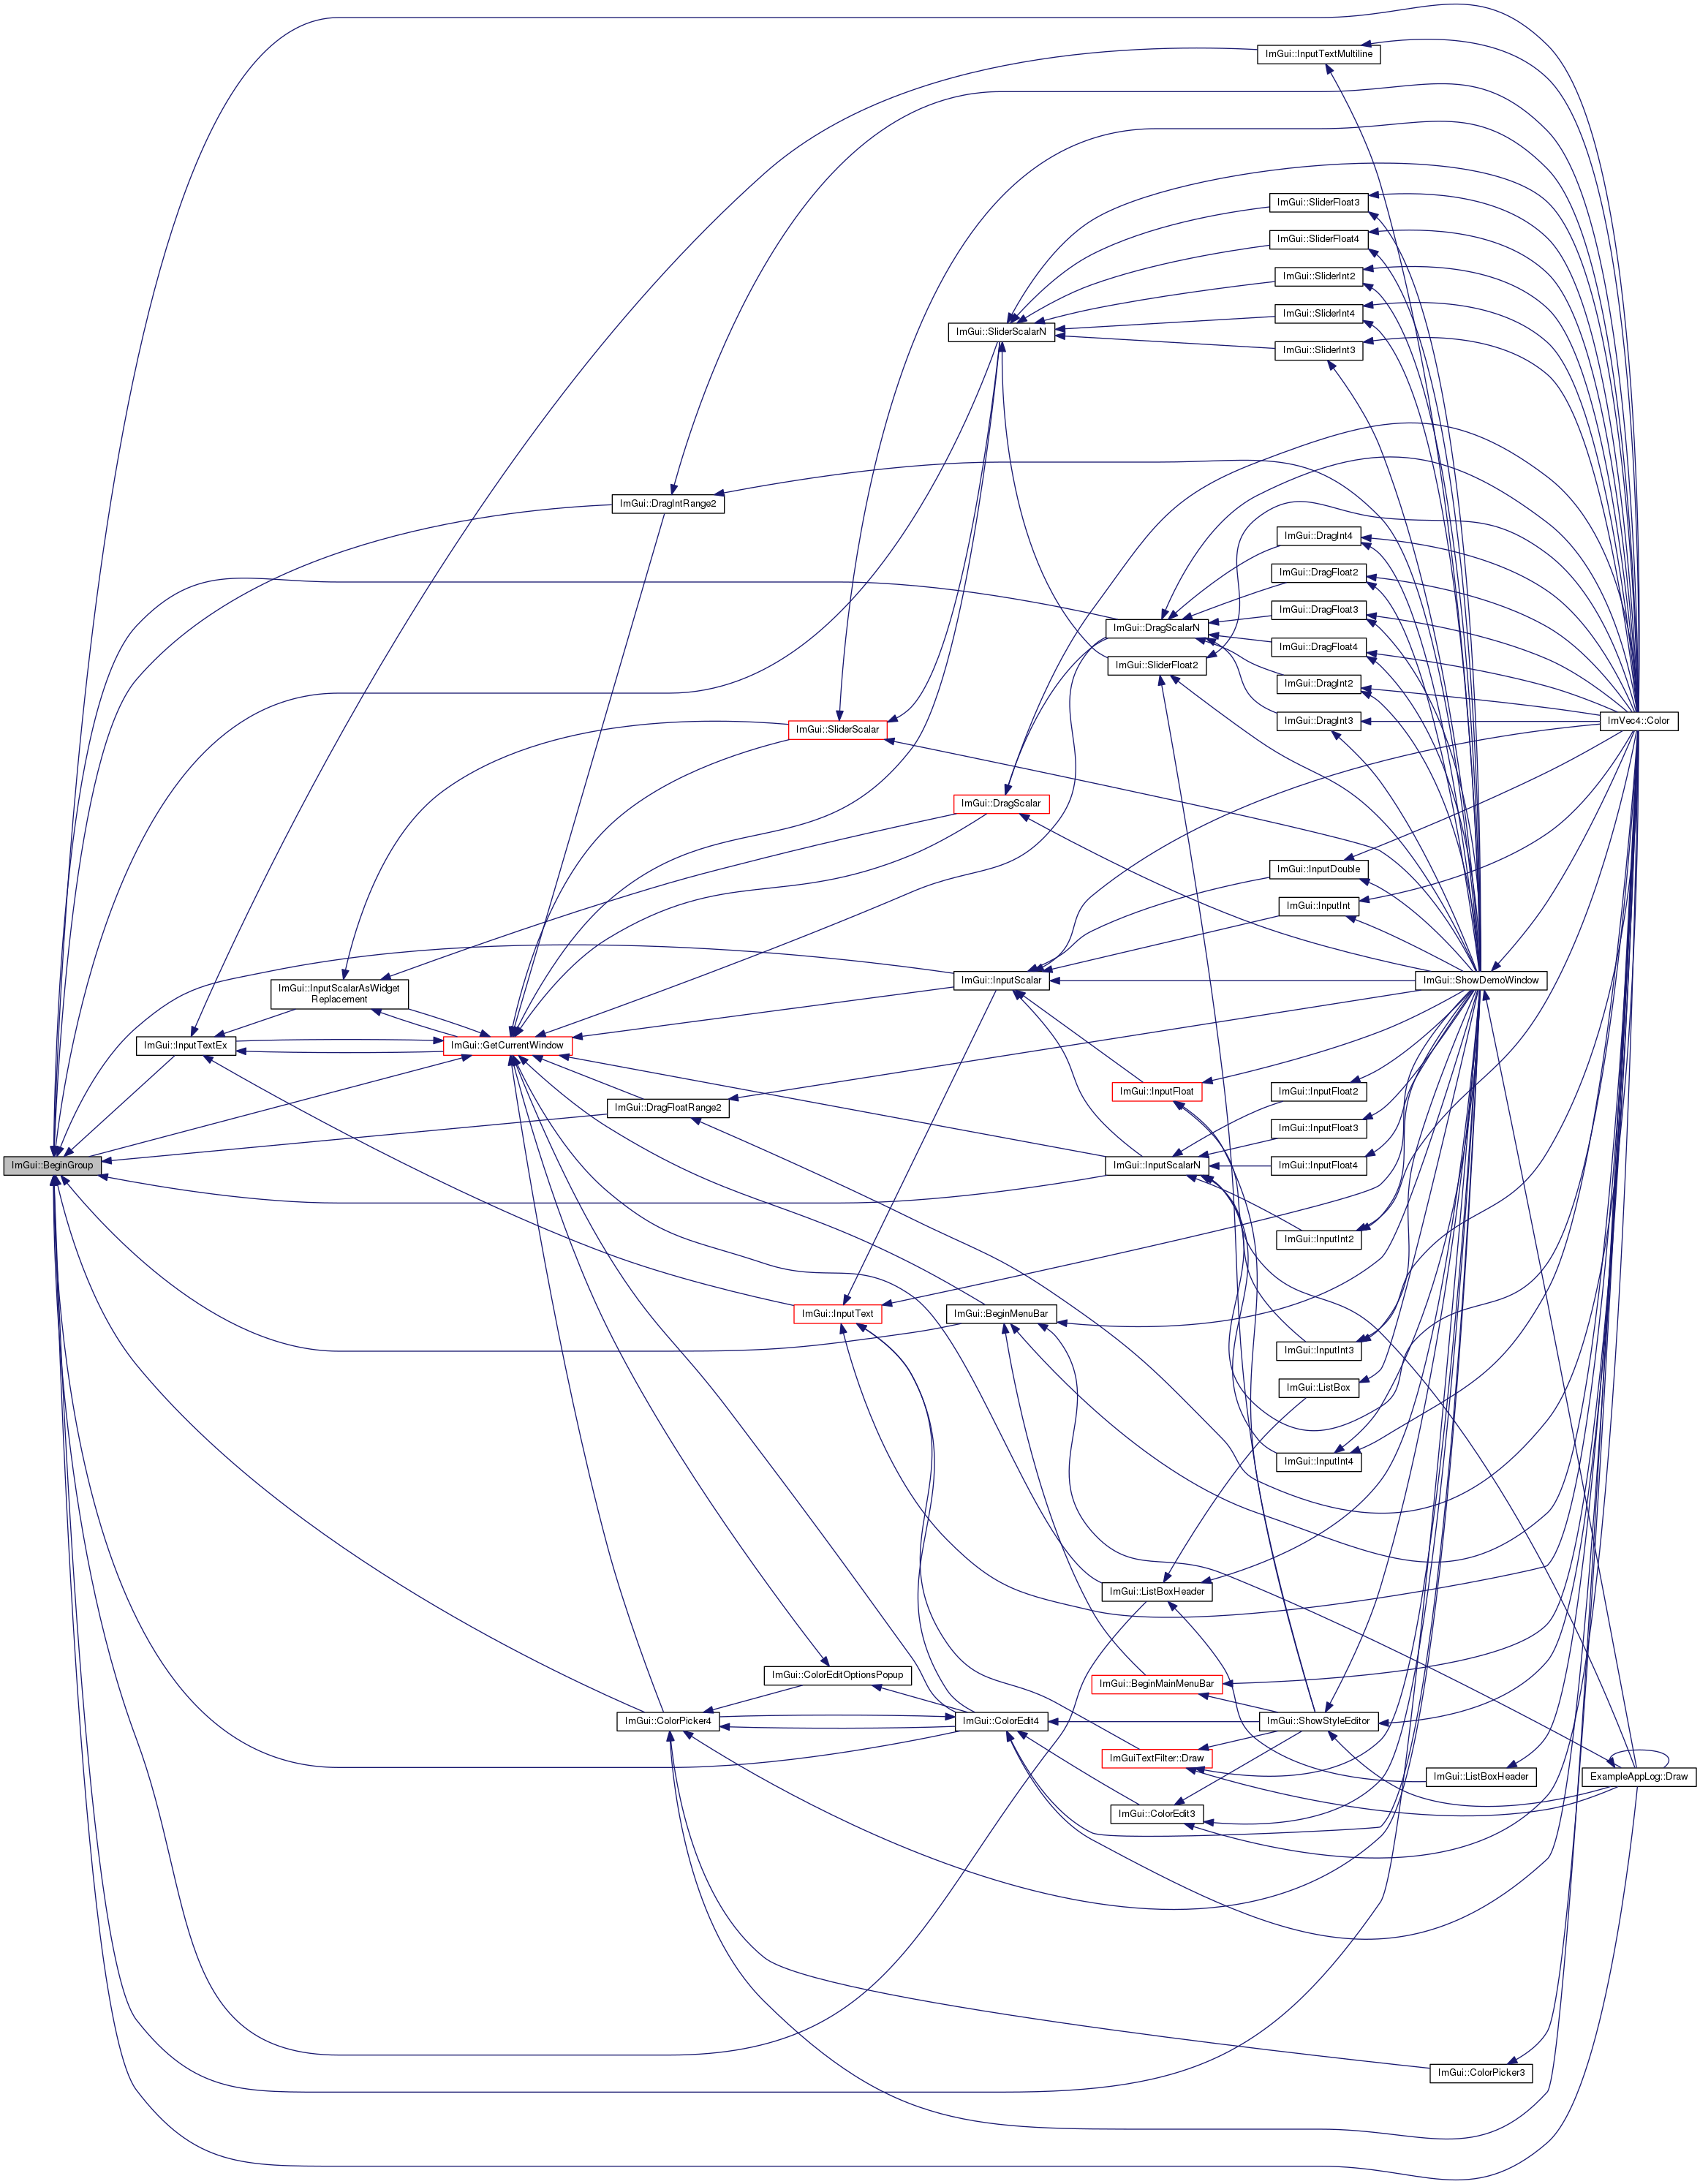 ImGui::InputTextMultiline
ImGui::SliderFloat3
ImGui::SliderFloat4
ImGui::SliderInt2
ImGui::SliderInt4
ImGui::SliderScalarN
ImGui::SliderInt3
ImGui::DragIntRange2
ImGui::DragInt4
ImGui::DragFloat2
ImGui::DragFloat3
ImGui::DragScalarN
ImGui::DragFloat4
ImGui::SliderFloat2
ImGui::DragInt2
ImGui::DragInt3
ImVec4::Color
ImGui::SliderScalar
ImGui::DragScalar
ImGui::InputDouble
ImGui::InputInt
ImGui::InputScalar
ImGui::ShowDemoWindow
ImGui::InputScalarAsWidget
Replacement
ImGui::InputTextEx
ImGui::GetCurrentWindow
ImGui::InputFloat
ImGui::InputFloat2
ImGui::DragFloatRange2
ImGui::InputFloat3
ImGui::BeginGroup
ImGui::InputScalarN
ImGui::InputFloat4
ImGui::InputInt2
ImGui::InputText
ImGui::BeginMenuBar
ImGui::InputInt3
ImGui::ListBox
ImGui::InputInt4
ImGui::ListBoxHeader
ImGui::ColorEditOptionsPopup
ImGui::BeginMainMenuBar
ImGui::ColorPicker4
ImGui::ColorEdit4
ImGui::ShowStyleEditor
ImGuiTextFilter::Draw
ImGui::ListBoxHeader
ExampleAppLog::Draw
ImGui::ColorEdit3
ImGui::ColorPicker3